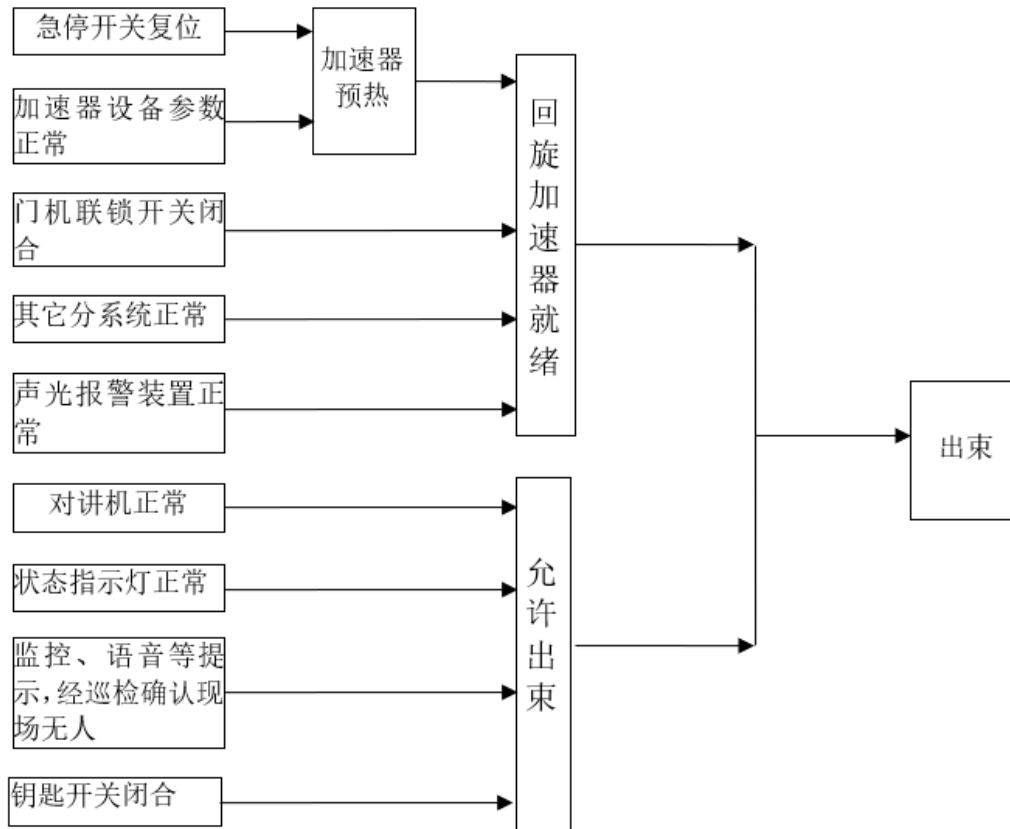 急停开关复位
加速器设备参数
正常
加速器
预热
门机联锁开关闭
合
其它分系统正常
声光报警装置正
常
回旋加速器就绪
对讲机正常
状态指示灯正常
监控、语音等提
示,经巡检确认现
场无人
钥匙开关闭合
允许出束
出束